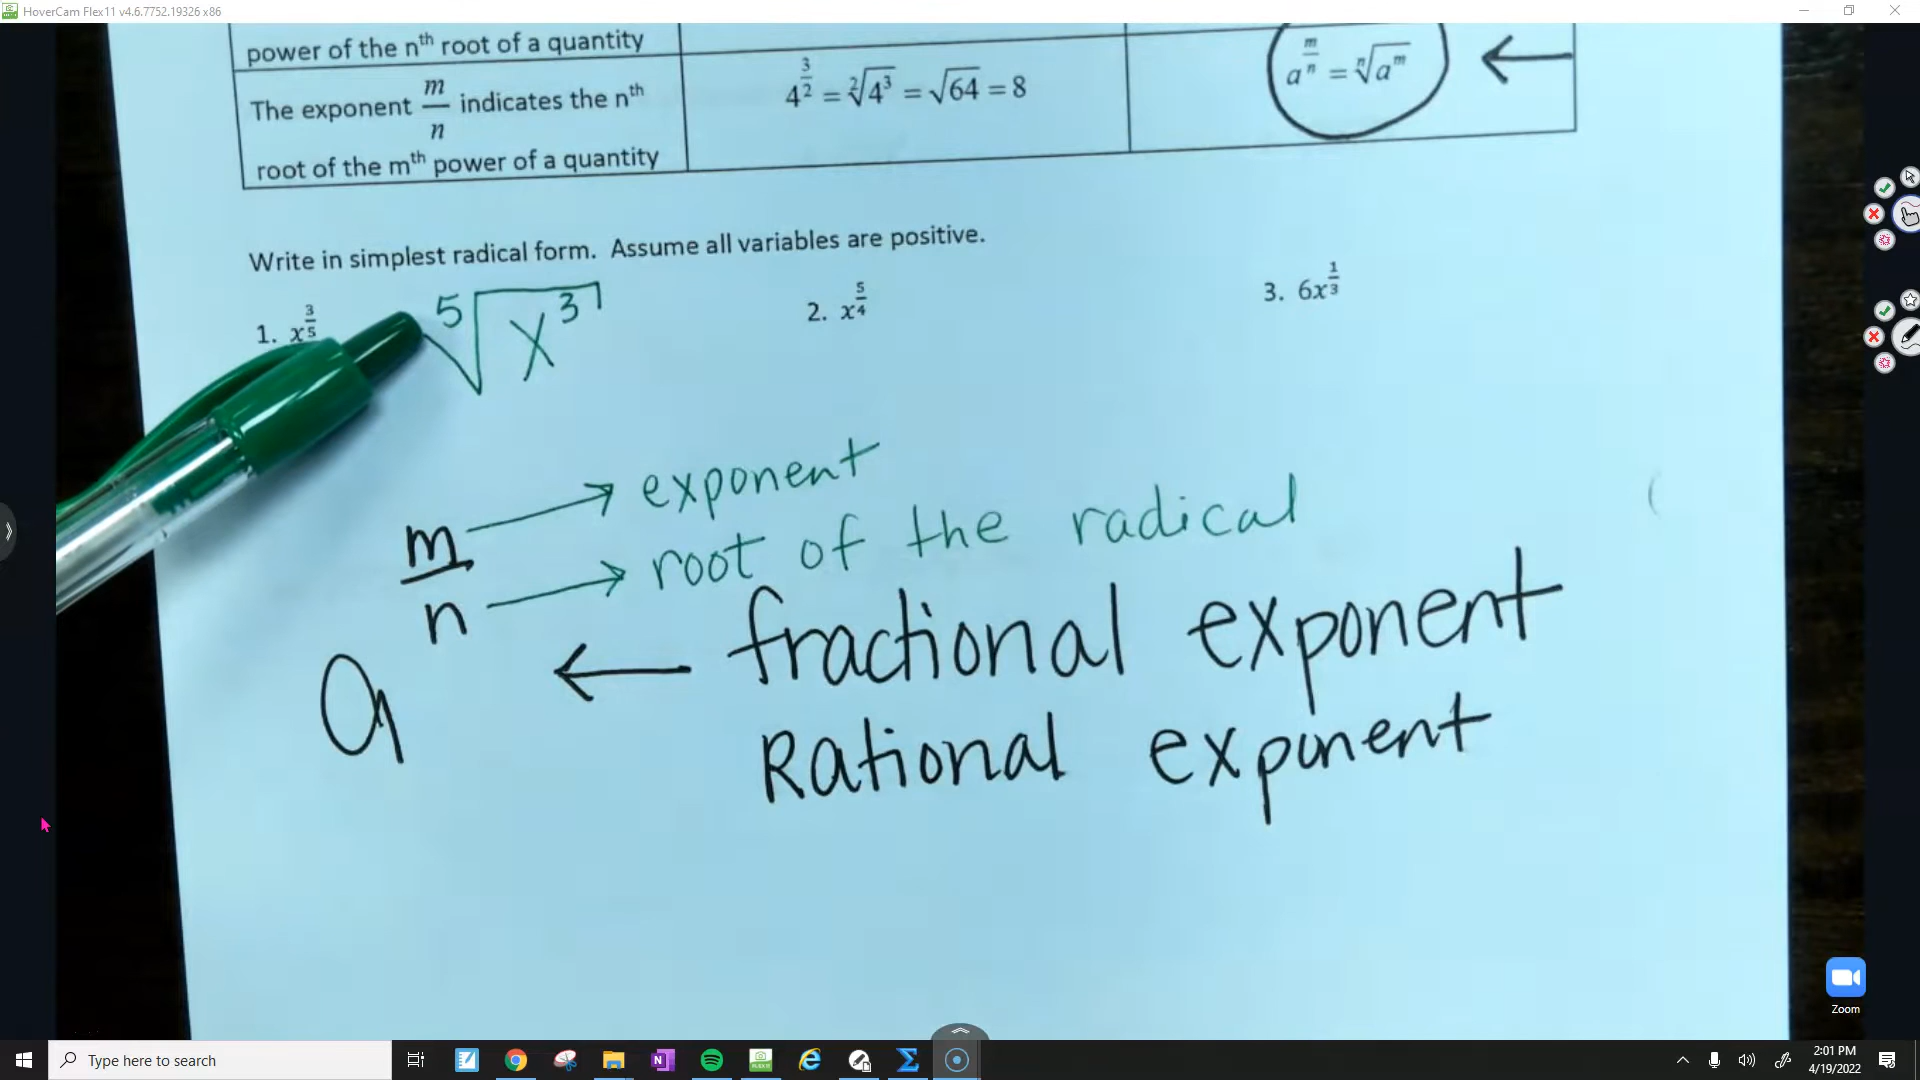 HoverCam Flex11 v4.6.7752.19326 x86
power of the nᵗʰ root of a quantity
The exponent m/n indicates the nᵗʰ
root of the mᵗʰ power of a quantity
4^(3/2) = ²√4³ = √64 = 8
a^(m/n) = ⁿ√aᵐ
Write in simplest radical form. Assume all variables are positive.
1. x^(3/5) ⁵√x³
2. x^(5/4)
3. 6x^(1/3)
m → exponent
n → root of the radical
a ← fractional exponent
Rational exponent
Zoom
Type here to search
2:01 PM
4/19/2022